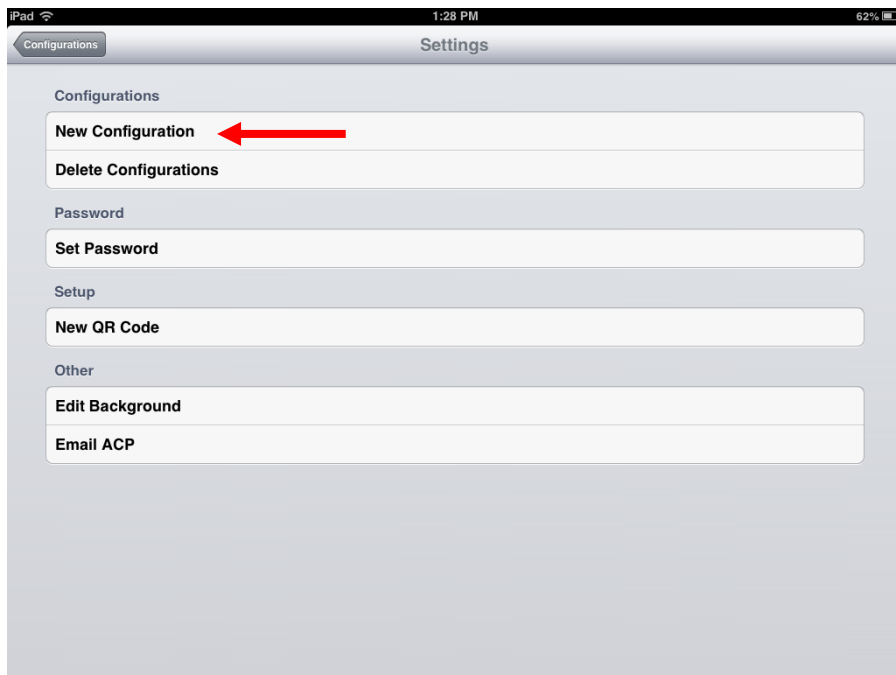 iPad 1:28 PM 62%
Configurations Settings
Configurations
New Configuration
Delete Configurations
Password
Set Password
Setup
New QR Code
Other
Edit Background
Email ACP